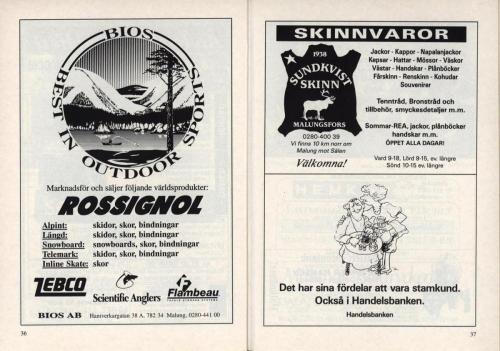 BIOS
BEST IN OUTDOOR SPORTS
Marknadsför och säljer följande världsprodukter:
ROSSIGNOL
Alpint: skidor, skor, bindningar
Längd: skidor, skor, bindningar
Snowboard: snowboards, skor, bindningar
Telemark: skidor, skor, bindningar
Inline Skate: skor
ZEBCO
Scientific Anglers
Flambeau
BIOS AB Hantverkargatan 38 A, 782 34 Malung, 0280-441 00
36
SKINNVAROR
1938
SUNDKVIST
SKINN
MALUNGSFORS
0280-400 39
Vi finns 10 km norr om
Malung mot Sälen
Välkomna!
Jackor - Kappor - Napalanjackor
Kepsar - Hattar - Mössor - Väskor
Västar - Handskar - Plånböcker
Fårskinn - Renskinn - Kohudar
Souvenirer
Tenntråd, Bronstråd och
tillbehör, smyckesdetaljer m.m.
Sommar-REA, jackor, plånböcker
handskar m.m.
ÖPPET ALLA DAGAR!
Vard 9-18, Lörd 9-16, ev. längre
Sönd 10-15 ev. längre
Det har sina fördelar att vara stamkund.
Också i Handelsbanken.
Handelsbanken
37